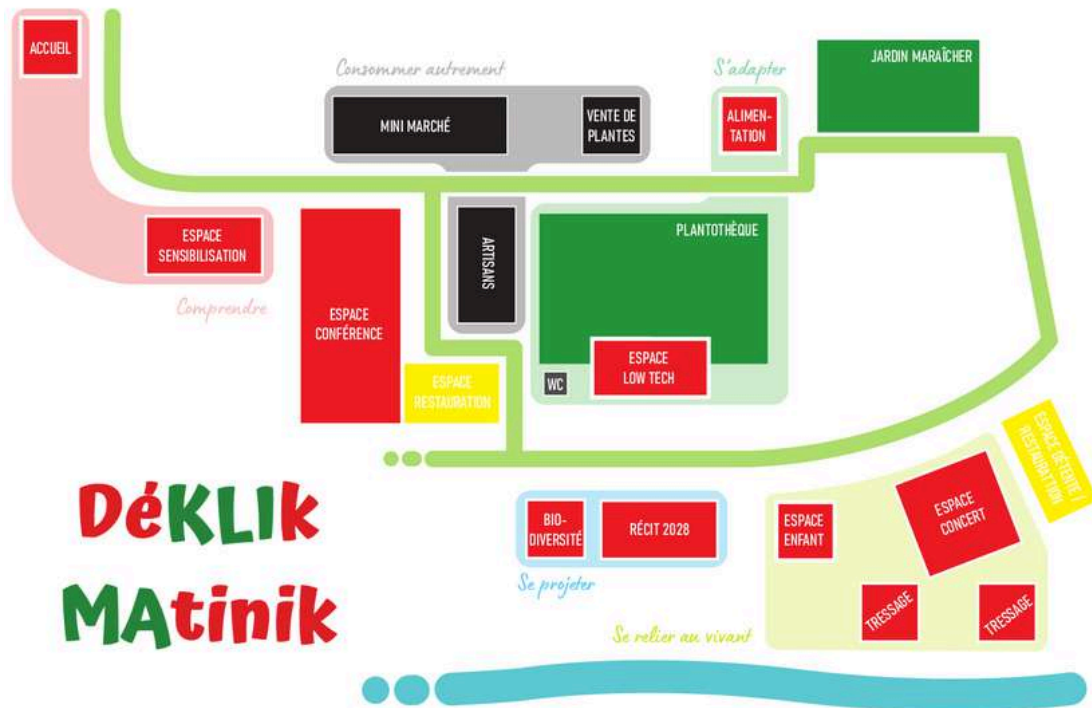 ACCUEIL
Consommer autrement
S'adapter
JARDIN MARAÎCHER
MINI MARCHÉ
VENTE DE
PLANTES
ALIMEN-
TATION
ESPACE
SENSIBILISATION
Comprendre
ESPACE
CONFÉRENCE
ARTISANS
PLANTOTHÈQUE
ESPACE
LOW TECH
WC
ESPACE
RESTAURATION
ESPACE DÉTENTE /
RESTAURATTION
DéKLIk
MAtinik
BIO-
DIVERSITÉ
RÉCIT 2028
Se projeter
ESPACE
ENFANT
ESPACE
CONCERT
TRESSAGE
TRESSAGE
Se relier au vivant